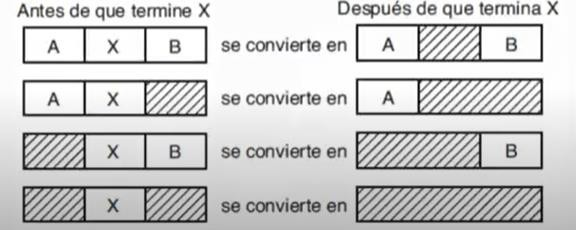 Antes de que termine X Después de que termina X
A X B se convierte en A B
A X se convierte en A
X B se convierte en B
X se convierte en